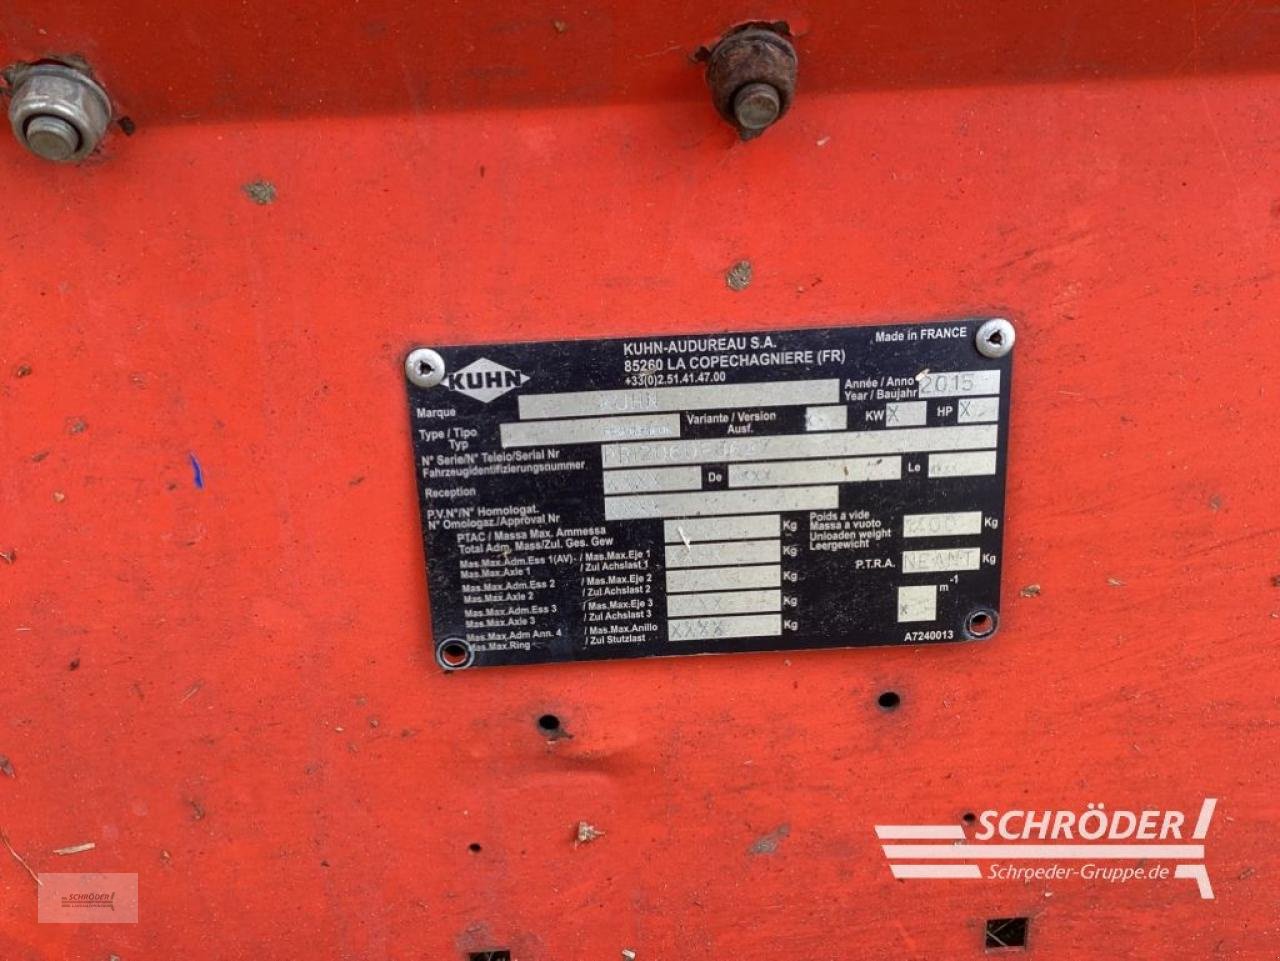 KUHN
KUHN-AUDUREAU S.A.
85260 LA COPECHAGNIERE (FR)
+33(0)2.51.41.47.00
Made in FRANCE
Marque KUHN
Année / Anno
Year / Baujahr 2015
Type / Tipo
Typ
Variante / Version
Ausf.
KW X HP X
N° Serie/N° Teleio/Serial Nr
Fahrzeugidentifizierungsnummer
Reception XXXX De XXX Le XXX
P.V.N°/N° Homologat.
N° Omologaz./Approval Nr
PTAC / Massa Max. Ammessa
Total Adm. Mass/Zul. Ges. Gew
Kg
Poids à vide
Massa à vuoto
Unloaden weight
Leergewicht
Kg
Mas.Max.Adm.Ess 1(AV). / Mas.Max.Eje 1
Mas.Max.Axle 1 / Zul Achslast 1
Kg
P.T.R.A. NEANT Kg
Mas.Max.Adm.Ess 2 / Mas.Max.Eje 2
Mas.Max.Axle 2 / Zul Achslast 2
Kg
m-1
X
Mas.Max.Adm.Ess 3 / Mas.Max.Eje 3
Mas.Max.Axle 3 / Zul Achslast 3
Kg
Mas.Max.Adm Ann. 4 / Mas.Max.Anillo
Mas.Max.Ring / Zul Stutzlast
XXXX Kg
A7240013
SCHRÖDER
Schroeder-Gruppe.de
SCHRÖDER